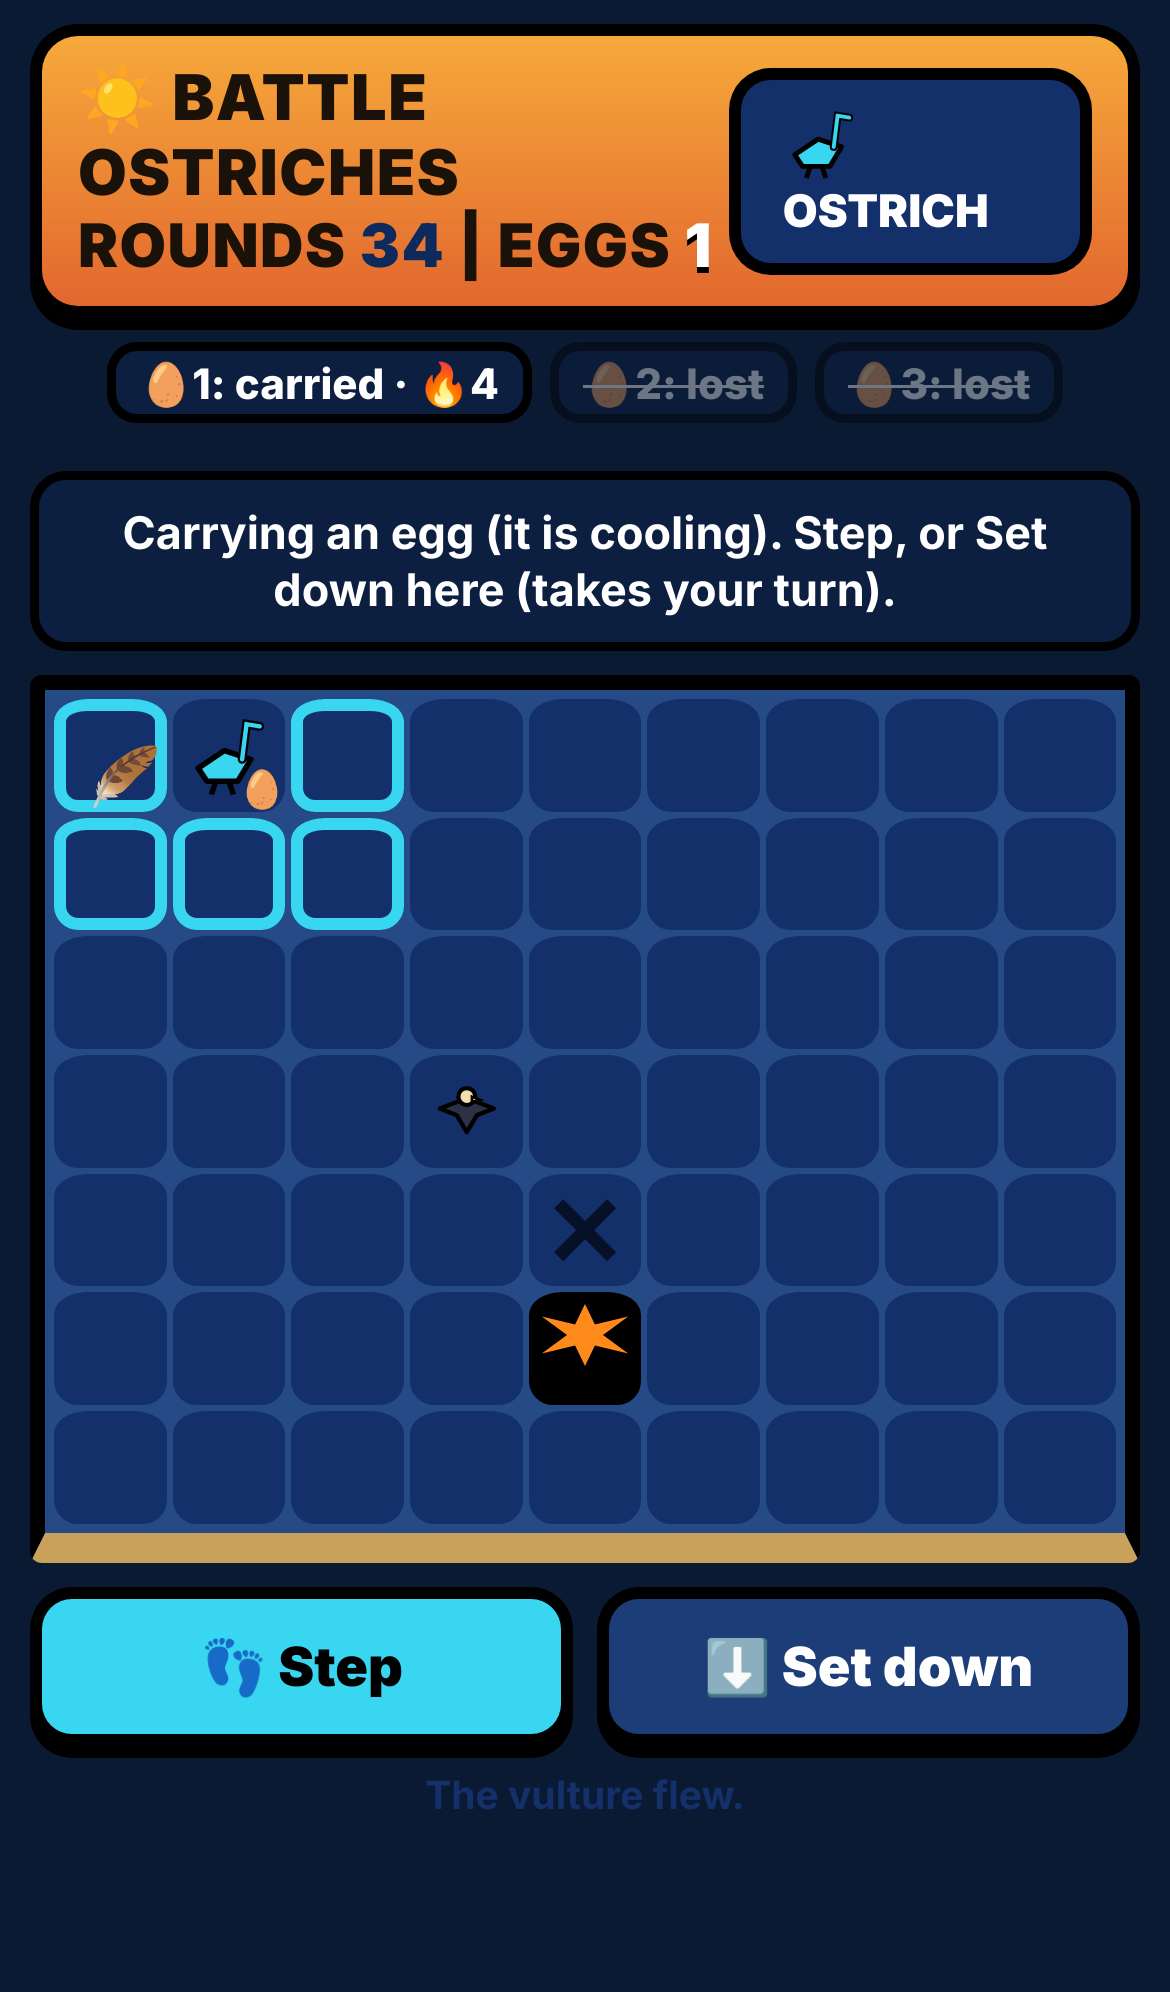 ☀️ BATTLE
OSTRICHES
ROUNDS 34 | EGGS 1
OSTRICH
🥚1: carried · 🔥4
🥚2: lost
🥚3: lost
Carrying an egg (it is cooling). Step, or Set
down here (takes your turn).
👣 Step
⬇️ Set down
The vulture flew.